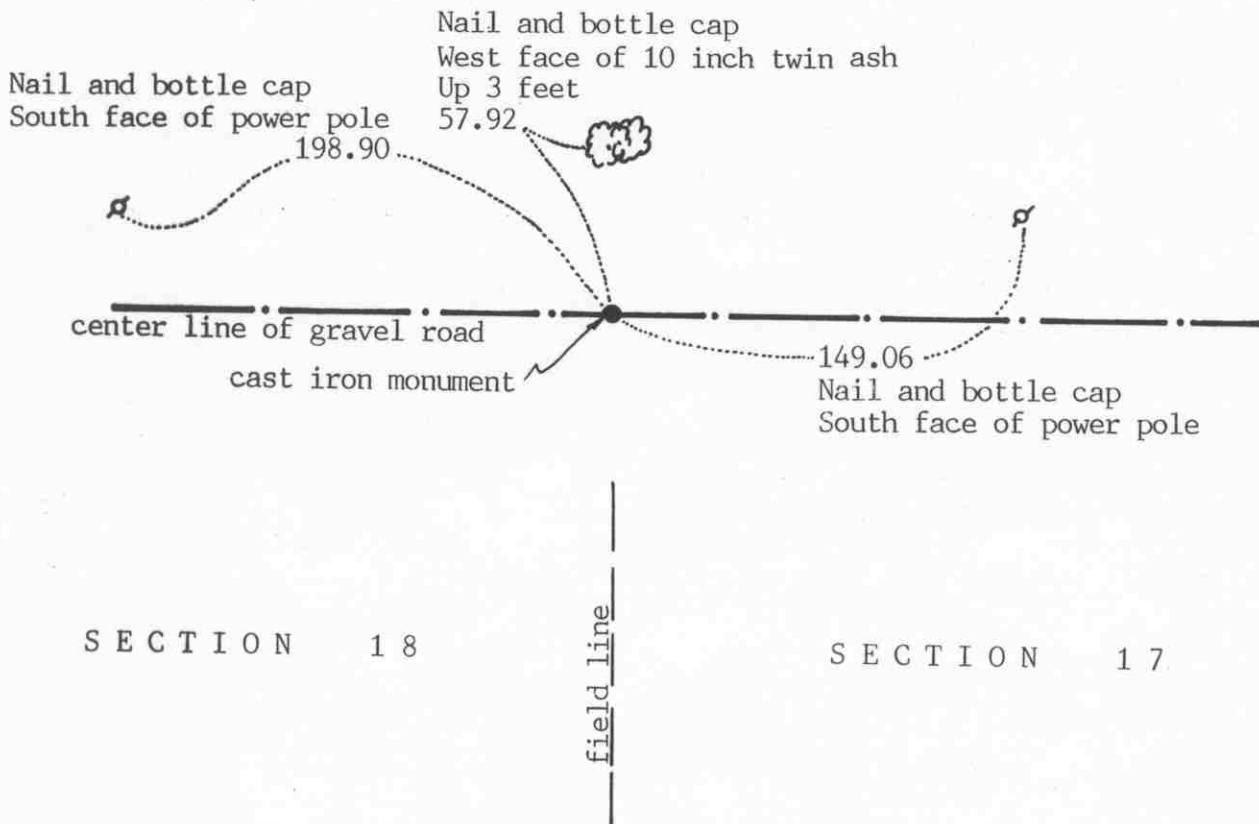 Nail and bottle cap
West face of 10 inch twin ash
Up 3 feet
57.92
Nail and bottle cap
South face of power pole
198.90
center line of gravel road
cast iron monument
149.06
Nail and bottle cap
South face of power pole
SECTION 18
field line
SECTION 17